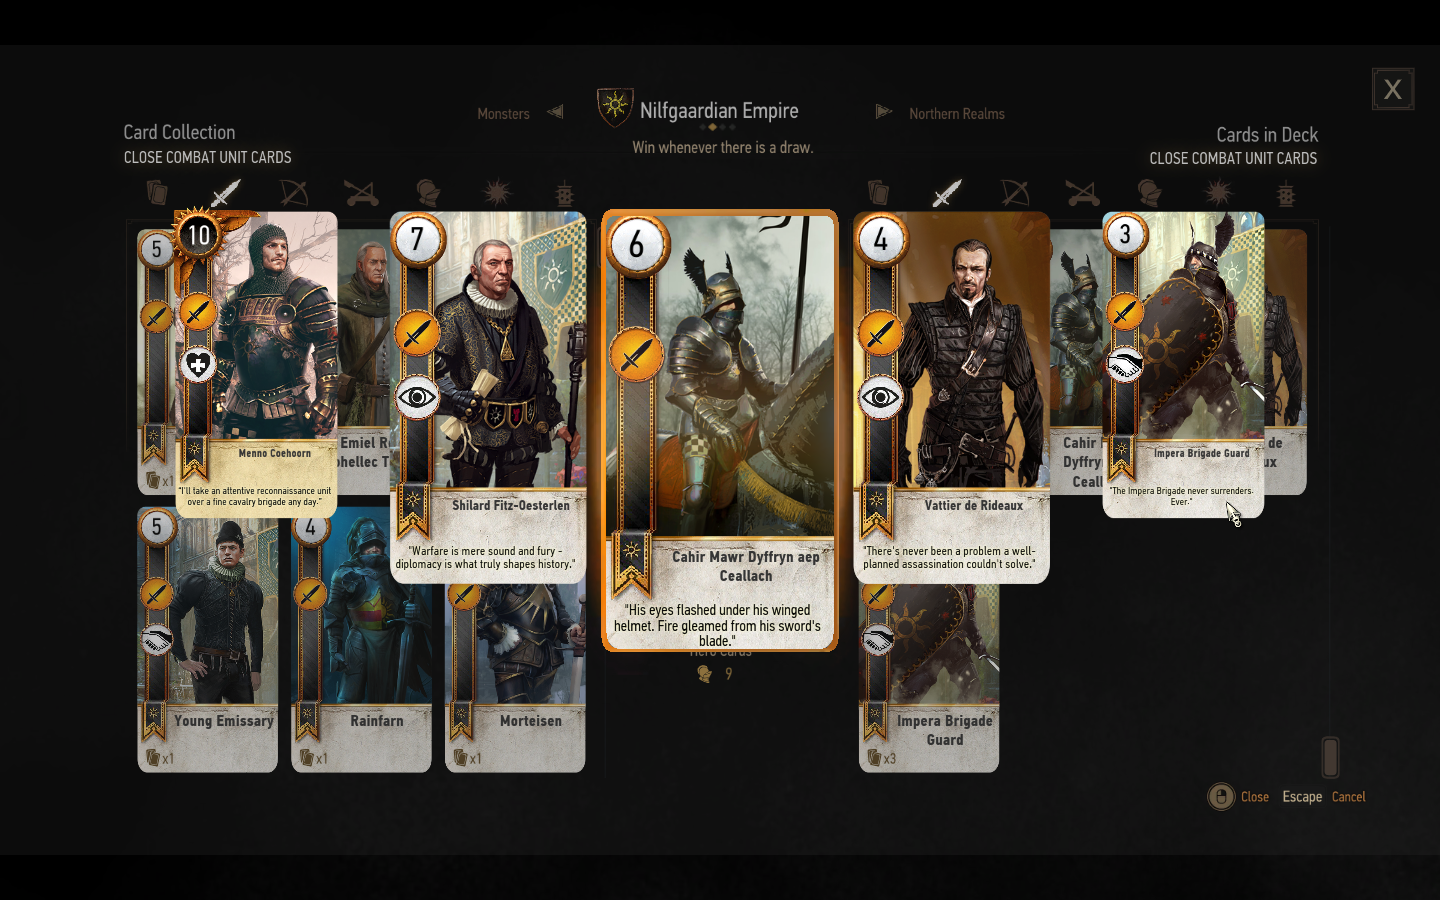 Monsters
Nilfgaardian Empire
Northern Realms
X
Card Collection
Cards in Deck
Win whenever there is a draw.
CLOSE COMBAT UNIT CARDS
CLOSE COMBAT UNIT CARDS
5
10
7
6
4
3
Menno Coehoorn
"I'll take an attentive reconnaissance unit
over a fine cavalry brigade any day."
x1
Emiel
Shilard Fitz-Oesterlen
"Warfare is mere sound and fury -
diplomacy is what truly shapes history."
Cahir Mawr Dyffryn aep
Ceallach
"His eyes flashed under his winged
helmet. Fire gleamed from his sword's
blade."
Vattier de Rideaux
"There's never been a problem a well-
planned assassination couldn't solve."
Cahir
Impera Brigade Guard
"The Impera Brigade never surrenders.
Ever."
de
5
4
Hero Cards
9
Young Emissary
x1
Rainfarn
x1
Morteisen
x1
Impera Brigade
Guard
x3
Close
Escape
Cancel